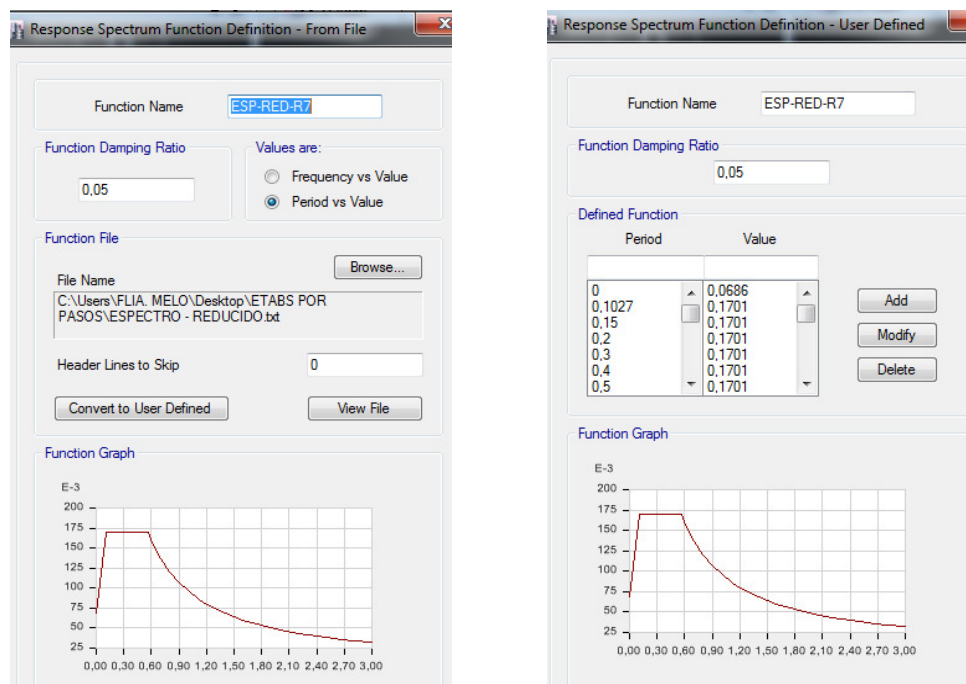 Response Spectrum Function Definition - From File
Function Name
ESP-RED-R7
Function Damping Ratio
0,05
Values are:
Frequency vs Value
Period vs Value
Function File
File Name
Browse...
C:\Users\FLIA. MELO\Desktop\ETABS POR
PASOS\ESPECTRO - REDUCIDO.txt
Header Lines to Skip
0
Convert to User Defined
View File
Function Graph
E-3
200
175
150
125
100
75
50
25
0,00 0,30 0,60 0,90 1,20 1,50 1,80 2,10 2,40 2,70 3,00
Response Spectrum Function Definition - User Defined
Function Name
ESP-RED-R7
Function Damping Ratio
0,05
Defined Function
Period Value
0 0,0686
0,1027 0,1701
0,15 0,1701
0,2 0,1701
0,3 0,1701
0,4 0,1701
0,5 0,1701
Add
Modify
Delete
Function Graph
E-3
200
175
150
125
100
75
50
25
0,00 0,30 0,60 0,90 1,20 1,50 1,80 2,10 2,40 2,70 3,00